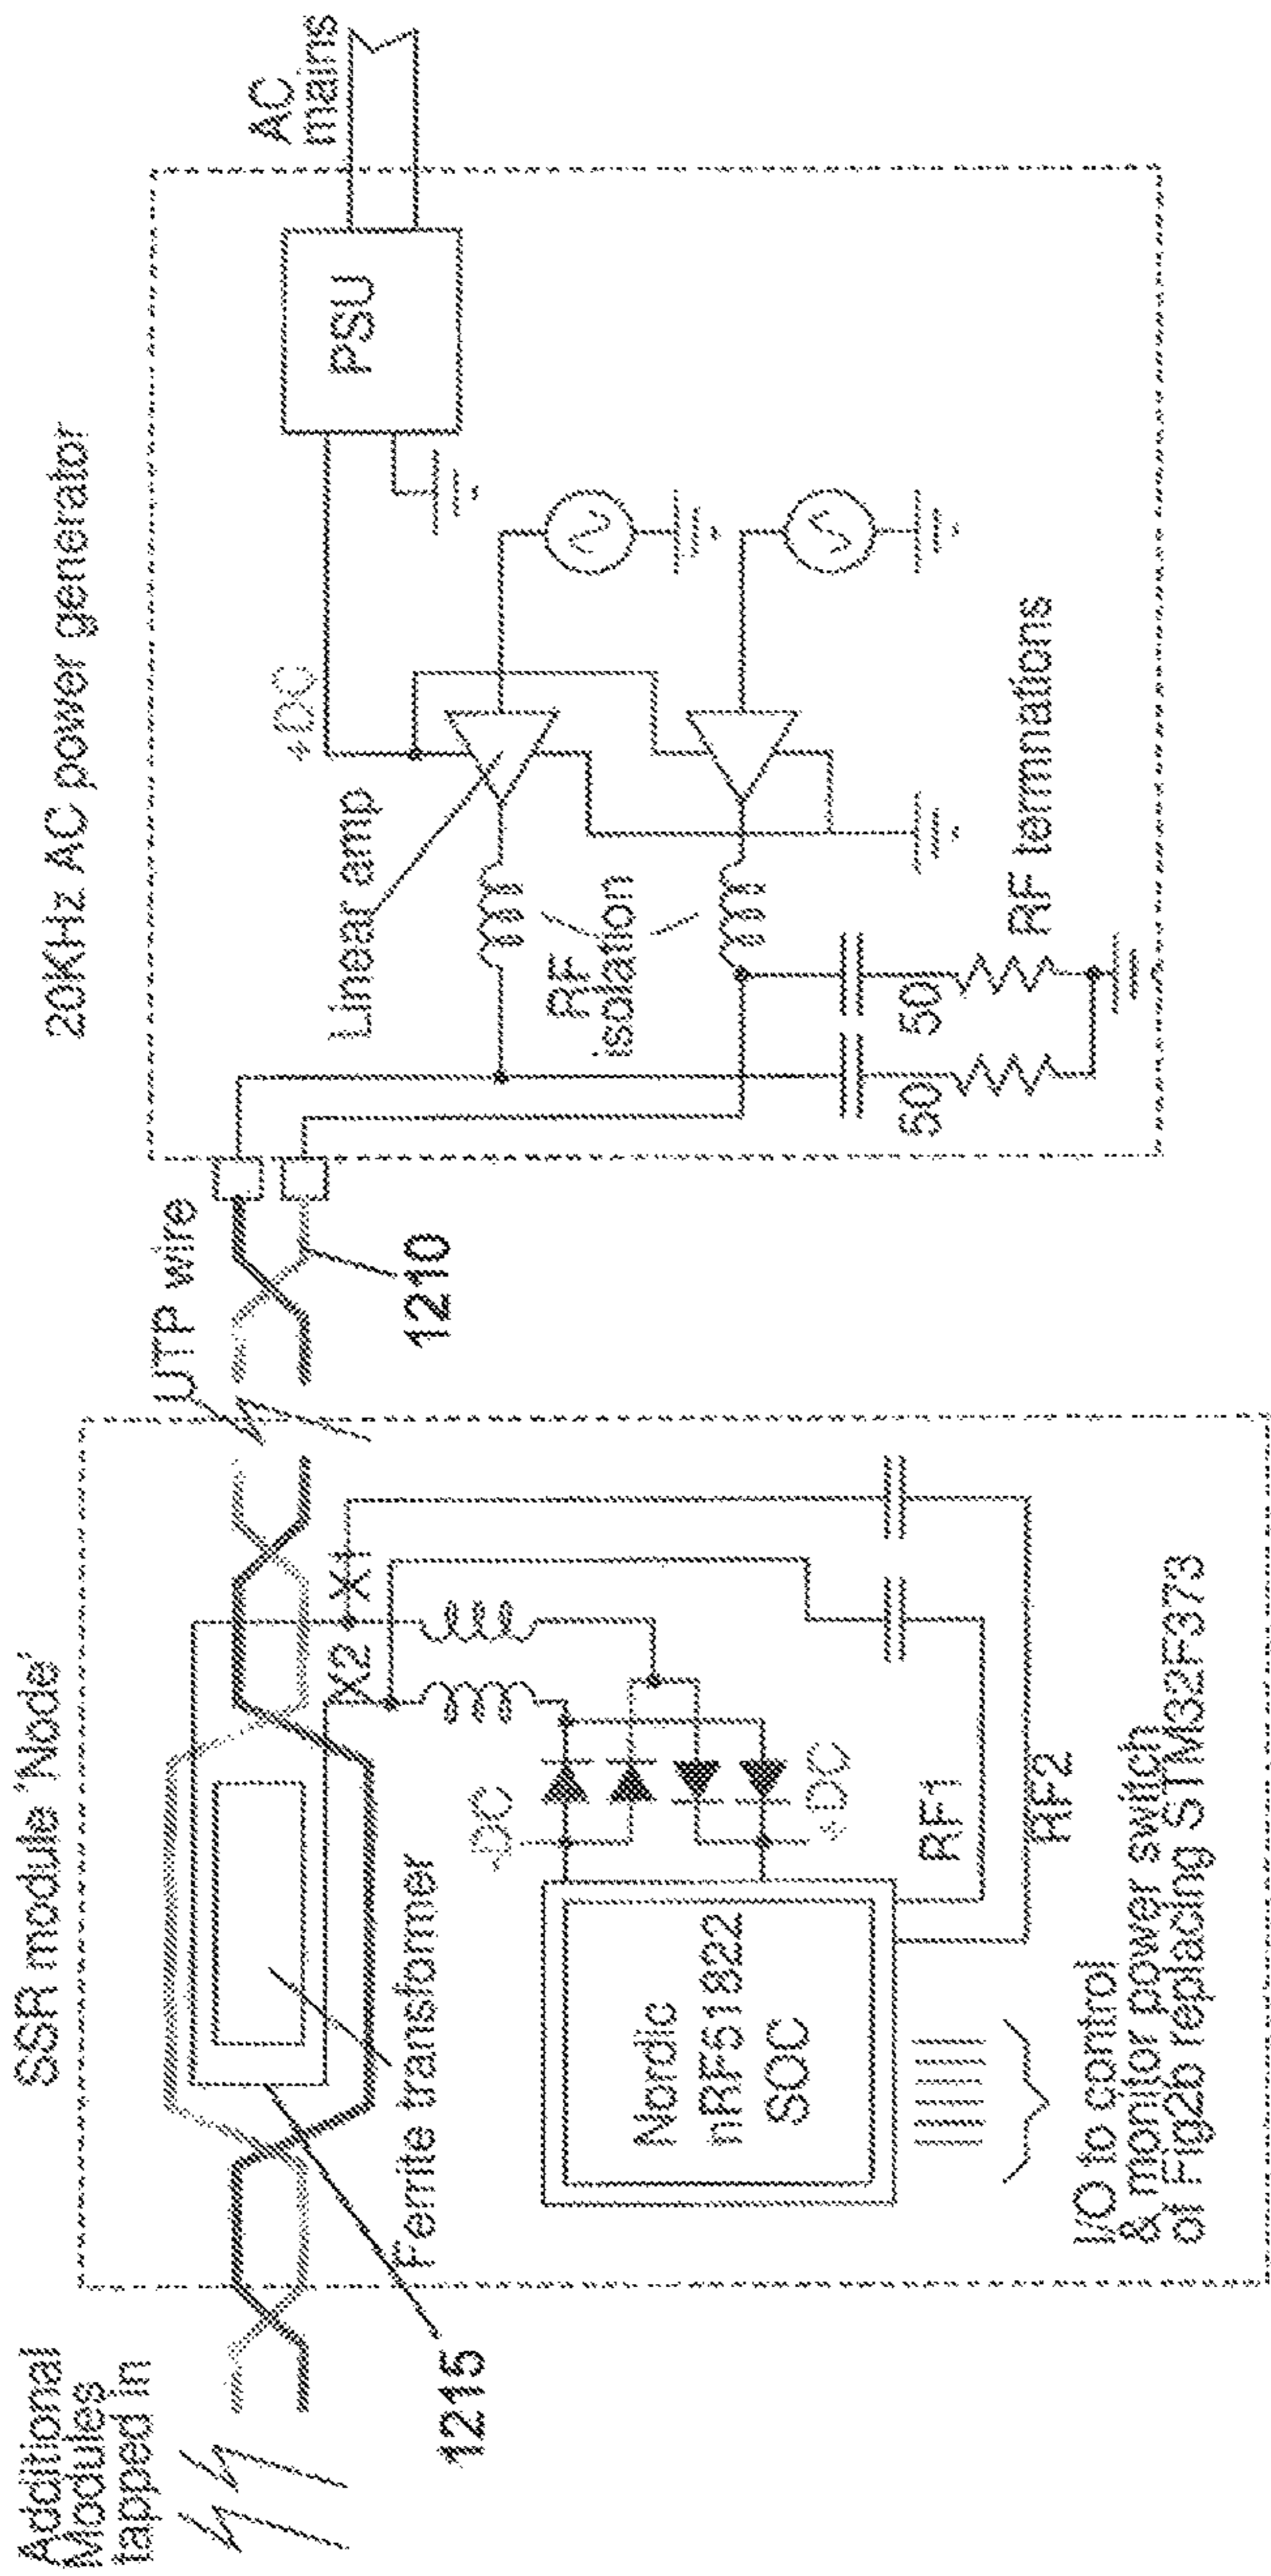 Additional
Modules
tapped in
SSR module 'Node'
20KHz AC power generator
UTP wire
AC
mains
PSU
+DC
Linear amp
RF
isolation
50
50
RF termnations
1210
1215
X2
X1
Ferrite transformer
-DC
+DC
Nordic
nRF51822
SOC
RF1
RF2
I/O to control
& monitor power switch
of Fig2b replacing STM32F373